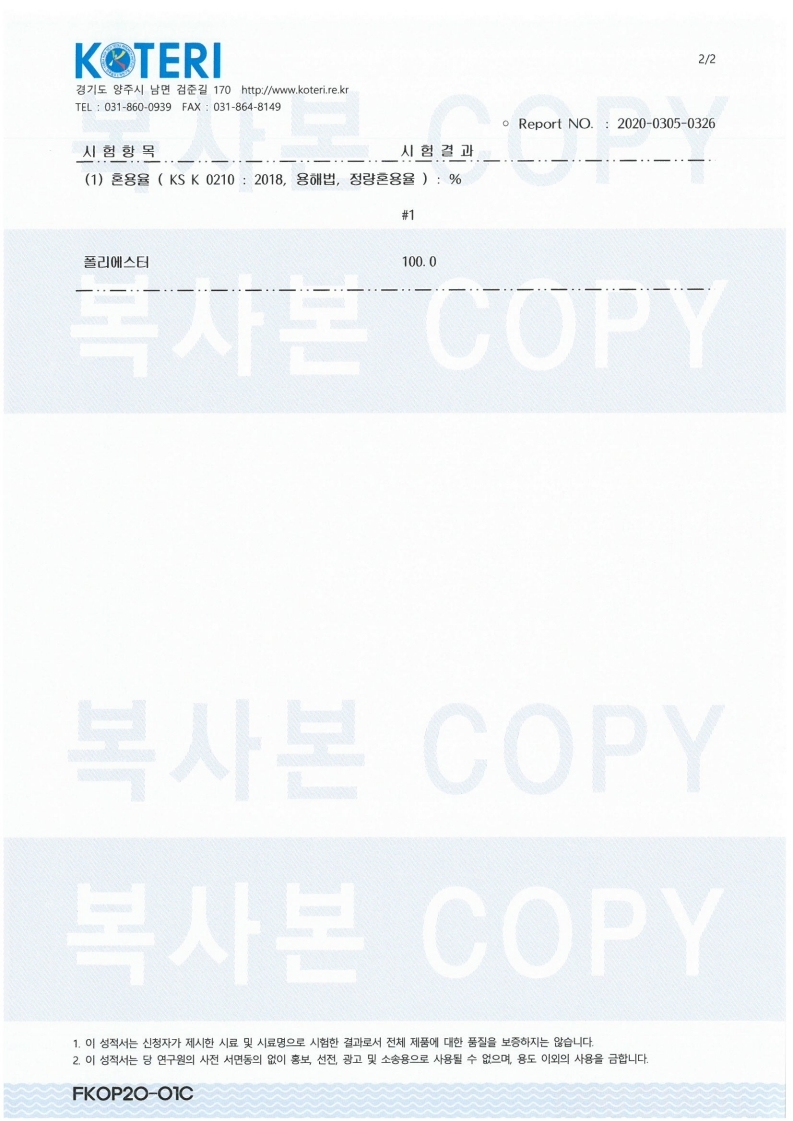 KOTERI
2/2
경기도 양주시 남면 검준길 170 http://www.koteri.re.kr
TEL : 031-860-0939 FAX : 031-864-8149
복사본 COPY
○ Report NO. : 2020-0305-0326
시 험 항 목 시 험 결 과
(1) 혼용율 ( KS K 0210 : 2018, 용해법, 정량혼용율 ) : %
#1
폴리에스터 100.0
복사본 COPY
복사본 COPY
복사본 COPY
1. 이 성적서는 신청자가 제시한 시료 및 시료명으로 시험한 결과로서 전체 제품에 대한 품질을 보증하지는 않습니다.
2. 이 성적서는 당 연구원의 사전 서면동의 없이 홍보, 선전, 광고 및 소송용으로 사용될 수 없으며, 용도 이외의 사용을 금합니다.
FKOP20-01C